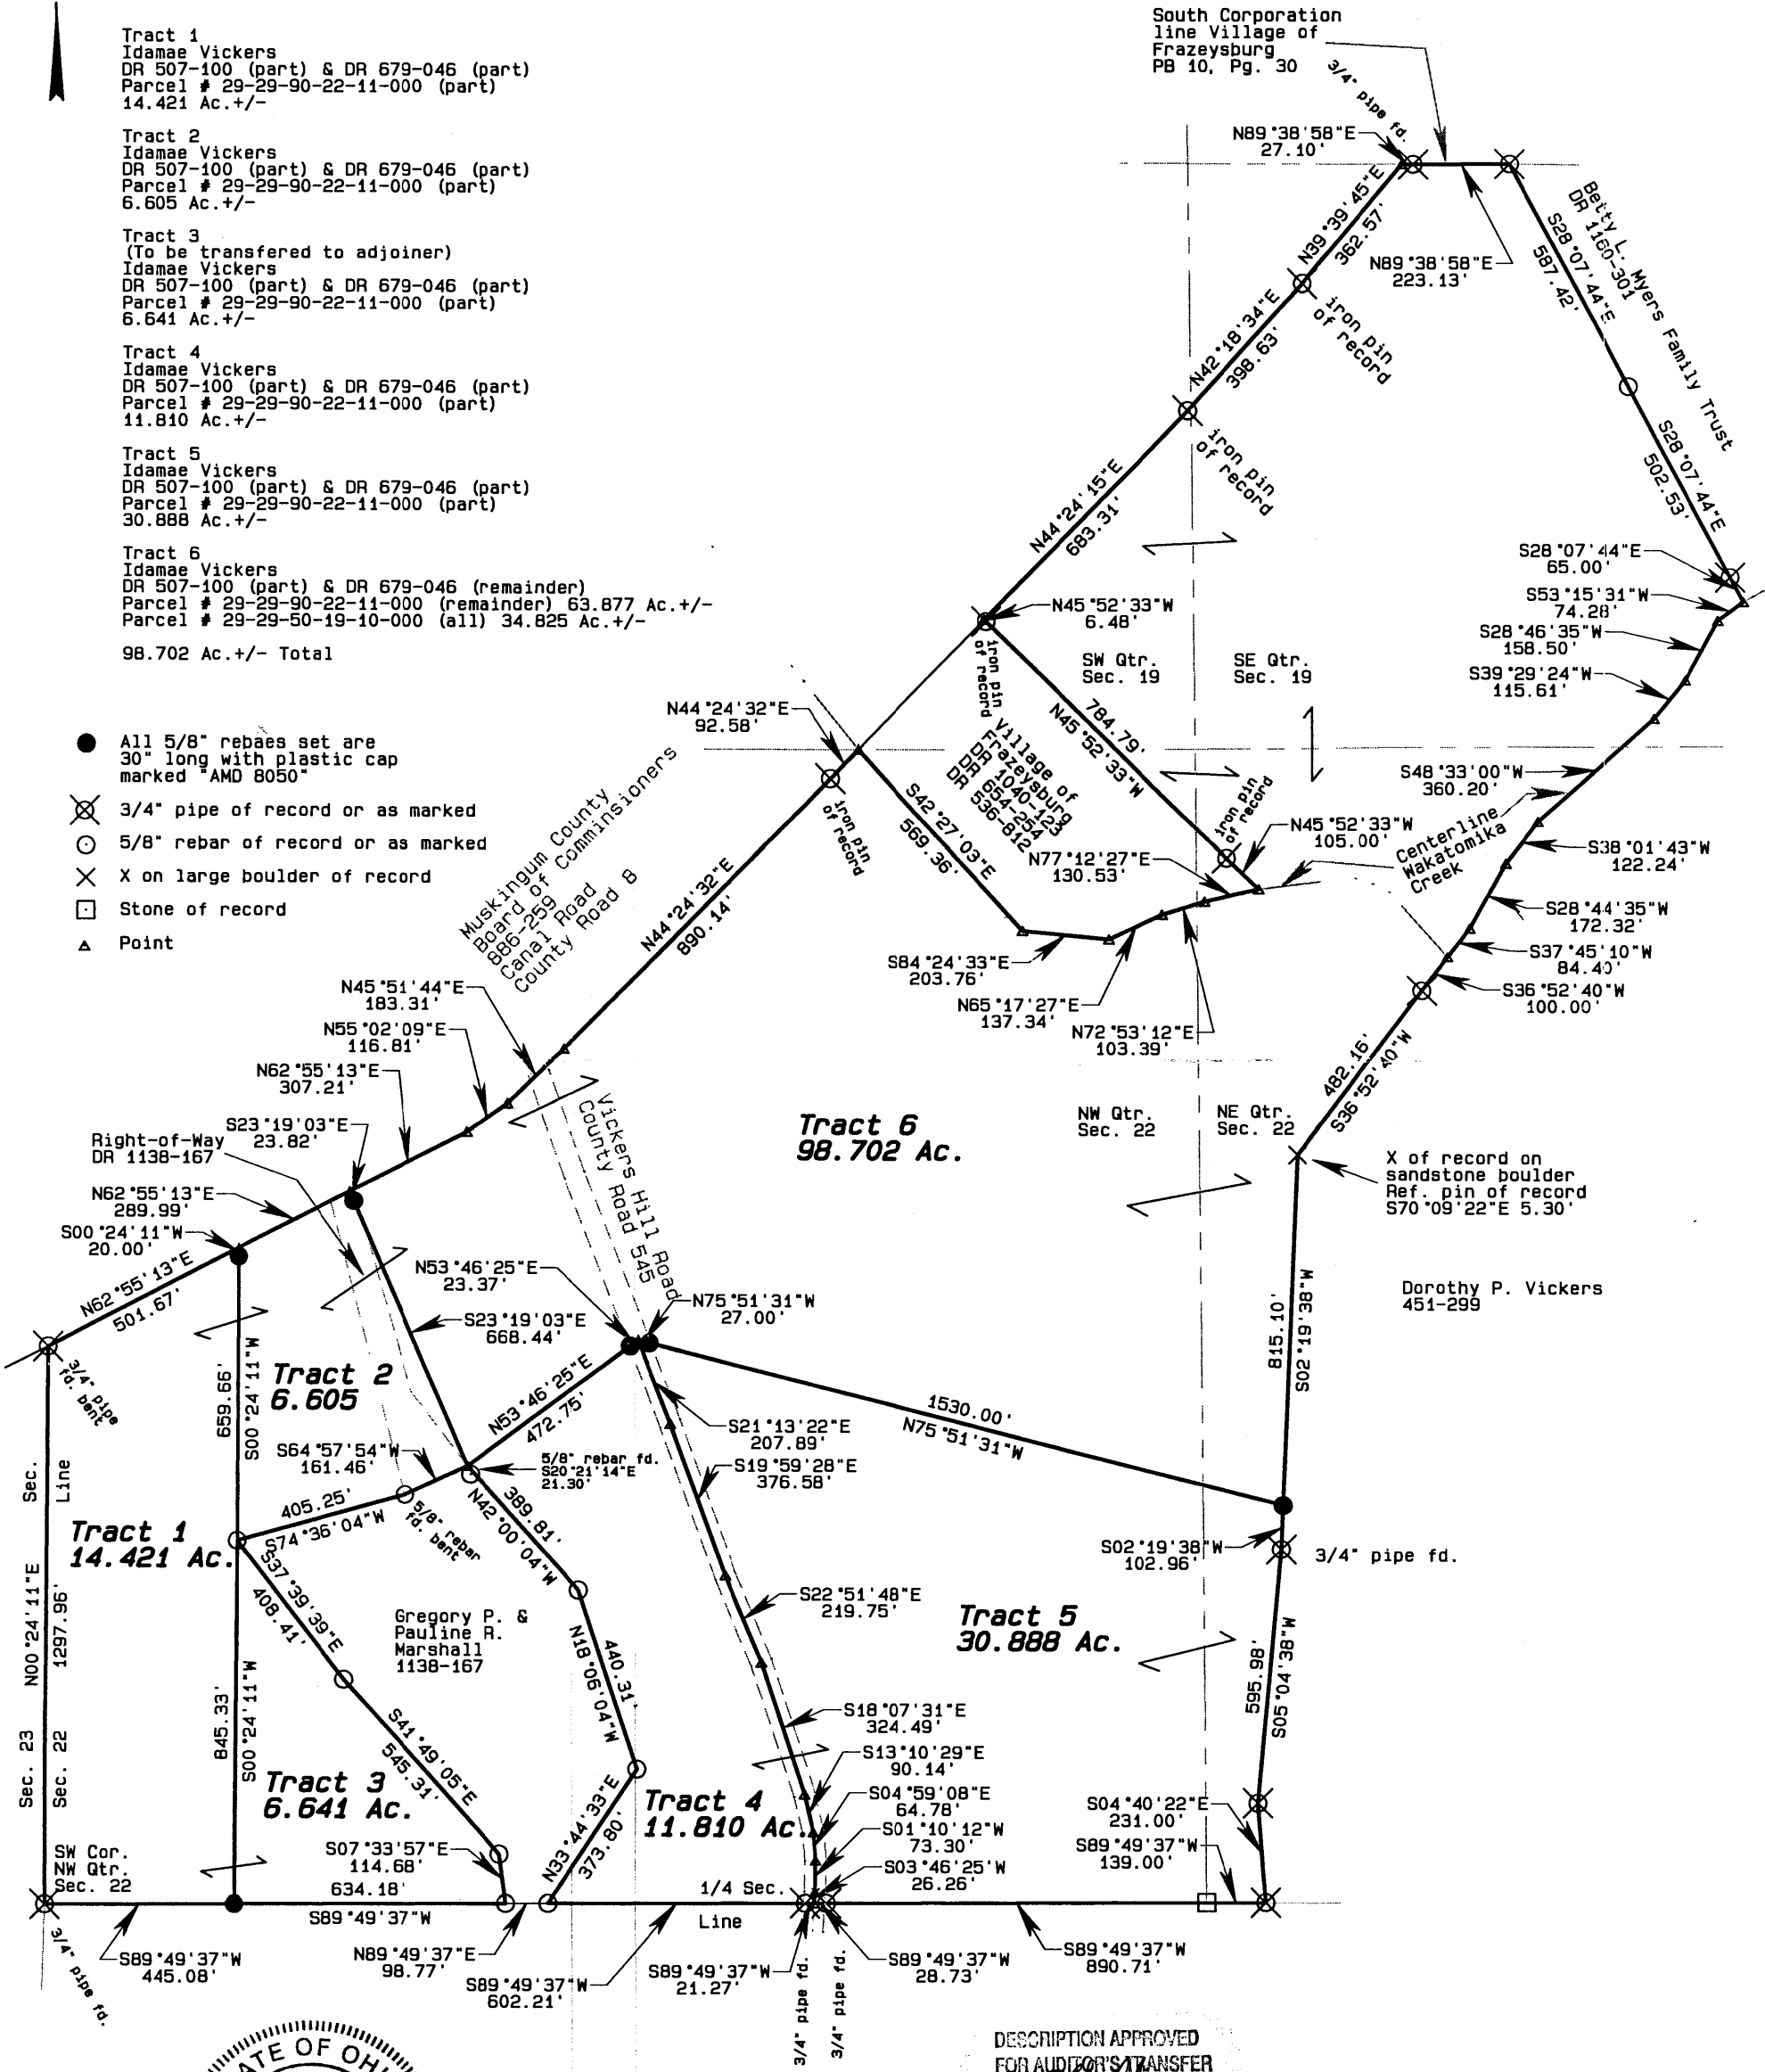 Tract 1
Idamae Vickers
DR 507-100 (part) & DR 679-046 (part)
Parcel # 29-29-90-22-11-000 (part)
14.421 Ac.+/-
Tract 2
Idamae Vickers
DR 507-100 (part) & DR 679-046 (part)
Parcel # 29-29-90-22-11-000 (part)
6.605 Ac.+/-
Tract 3
(To be transfered to adjoiner)
Idamae Vickers
DR 507-100 (part) & DR 679-046 (part)
Parcel # 29-29-90-22-11-000 (part)
6.641 Ac.+/-
Tract 4
Idamae Vickers
DR 507-100 (part) & DR 679-046 (part)
Parcel # 29-29-90-22-11-000 (part)
11.810 Ac.+/-
Tract 5
Idamae Vickers
DR 507-100 (part) & DR 679-046 (part)
Parcel # 29-29-90-22-11-000 (part)
30.888 Ac.+/-
Tract 6
Idamae Vickers
DR 507-100 (part) & DR 679-046 (remainder)
Parcel # 29-29-90-22-11-000 (remainder) 63.877 Ac.+/-
Parcel # 29-29-50-19-10-000 (all) 34.825 Ac.+/-
98.702 Ac.+/- Total
All 5/8" rebaes set are
30" long with plastic cap
marked "AMD 8050"
3/4" pipe of record or as marked
5/8" rebar of record or as marked
X on large boulder of record
Stone of record
Point
South Corporation
line Village of
Frazeysburg
PB 10, Pg. 30
3/4" pipe fd.
N89°38'58"E
27.10'
N39°39'45"E
362.57'
N89°38'58"E
223.13'
Betty L. Myers Family Trust
DR 1160-301
S28°07'44"E
587.42'
iron pin
of record
N42°18'34"E
398.63'
S28°07'44"E
502.53'
iron pin
of record
N44°24'15"E
683.31'
S28°07'44"E
65.00'
S53°15'31"W
74.28'
S28°46'35"W
158.50'
S39°29'24"W
115.61'
N45°52'33"W
6.48'
iron pin
of record
SW Qtr.
Sec. 19
SE Qtr.
Sec. 19
784.79'
N45°52'33"W
N44°24'32"E
92.58'
Village of
Frazeysburg
DR 1040-123
DR 654-254
DR 536-812
S48°33'00"W
360.20'
Centerline
Wakatomika
Creek
iron pin
of record
N45°52'33"W
105.00'
S38°01'43"W
122.24'
N77°12'27"E
130.53'
S42°27'03"E
569.36'
iron pin
of record
S28°44'35"W
172.32'
S37°45'10"W
84.40'
S36°52'40"W
100.00'
S84°24'33"E
203.76'
N65°17'27"E
137.34'
N72°53'12"E
103.39'
Muskingum County
Board of Comminsioners
886-259
Canal Road
County Road 8
N44°24'32"E
890.14'
N45°51'44"E
183.31'
N55°02'09"E
116.81'
N62°55'13"E
307.21'
482.16'
S36°52'40"W
S23°19'03"E
23.82'
Right-of-Way
DR 1138-167
Vickers Hill Road
County Road 545
Tract 6
98.702 Ac.
NW Qtr.
Sec. 22
NE Qtr.
Sec. 22
X of record on
sandstone boulder
Ref. pin of record
S70°09'22"E 5.30'
N62°55'13"E
289.99'
S00°24'11"W
20.00'
N62°55'13"E
501.67'
N53°46'25"E
23.37'
N75°51'31"W
27.00'
S23°19'03"E
668.44'
Dorothy P. Vickers
451-299
815.10'
S02°19'38"W
3/4" pipe
fd. bent
659.66'
S00°24'11"W
Tract 2
6.605
N53°46'25"E
472.75'
1530.00'
N75°51'31"W
S21°13'22"E
207.89'
S64°57'54"W
161.46'
5/8" rebar fd.
S20°21'14"E
21.30'
S19°59'28"E
376.58'
405.25'
S74°36'04"W
5/8" rebar
fd. bent
389.81'
N42°00'04"W
Tract 1
14.421 Ac.
Sec. 23
Sec. 22
N00°24'11"E
1297.96'
Sec.
Line
S02°19'38"W
102.96'
3/4" pipe fd.
S37°39'39"E
408.41'
S22°51'48"E
219.75'
Gregory P. &
Pauline R.
Marshall
1138-167
Tract 5
30.888 Ac.
440.31'
N18°06'04"W
595.98'
S05°04'38"W
845.33'
S00°24'11"W
S41°49'05"E
545.31'
S18°07'31"E
324.49'
S13°10'29"E
90.14'
Tract 3
6.641 Ac.
N33°44'33"E
373.80'
Tract 4
11.810 Ac.
S04°59'08"E
64.78'
S01°10'12"W
73.30'
S03°46'25"W
26.26'
S04°40'22"E
231.00'
S89°49'37"W
139.00'
SW Cor.
NW Qtr.
Sec. 22
S07°33'57"E
114.68'
634.18'
S89°49'37"W
1/4 Sec.
Line
3/4" pipe fd.
S89°49'37"W
445.08'
N89°49'37"E
98.77'
S89°49'37"W
602.21'
S89°49'37"W
21.27'
3/4" pipe fd.
3/4" pipe fd.
S89°49'37"W
28.73'
S89°49'37"W
890.71'
DESCRIPTION APPROVED
FOR AUDITOR'S TRANSFER